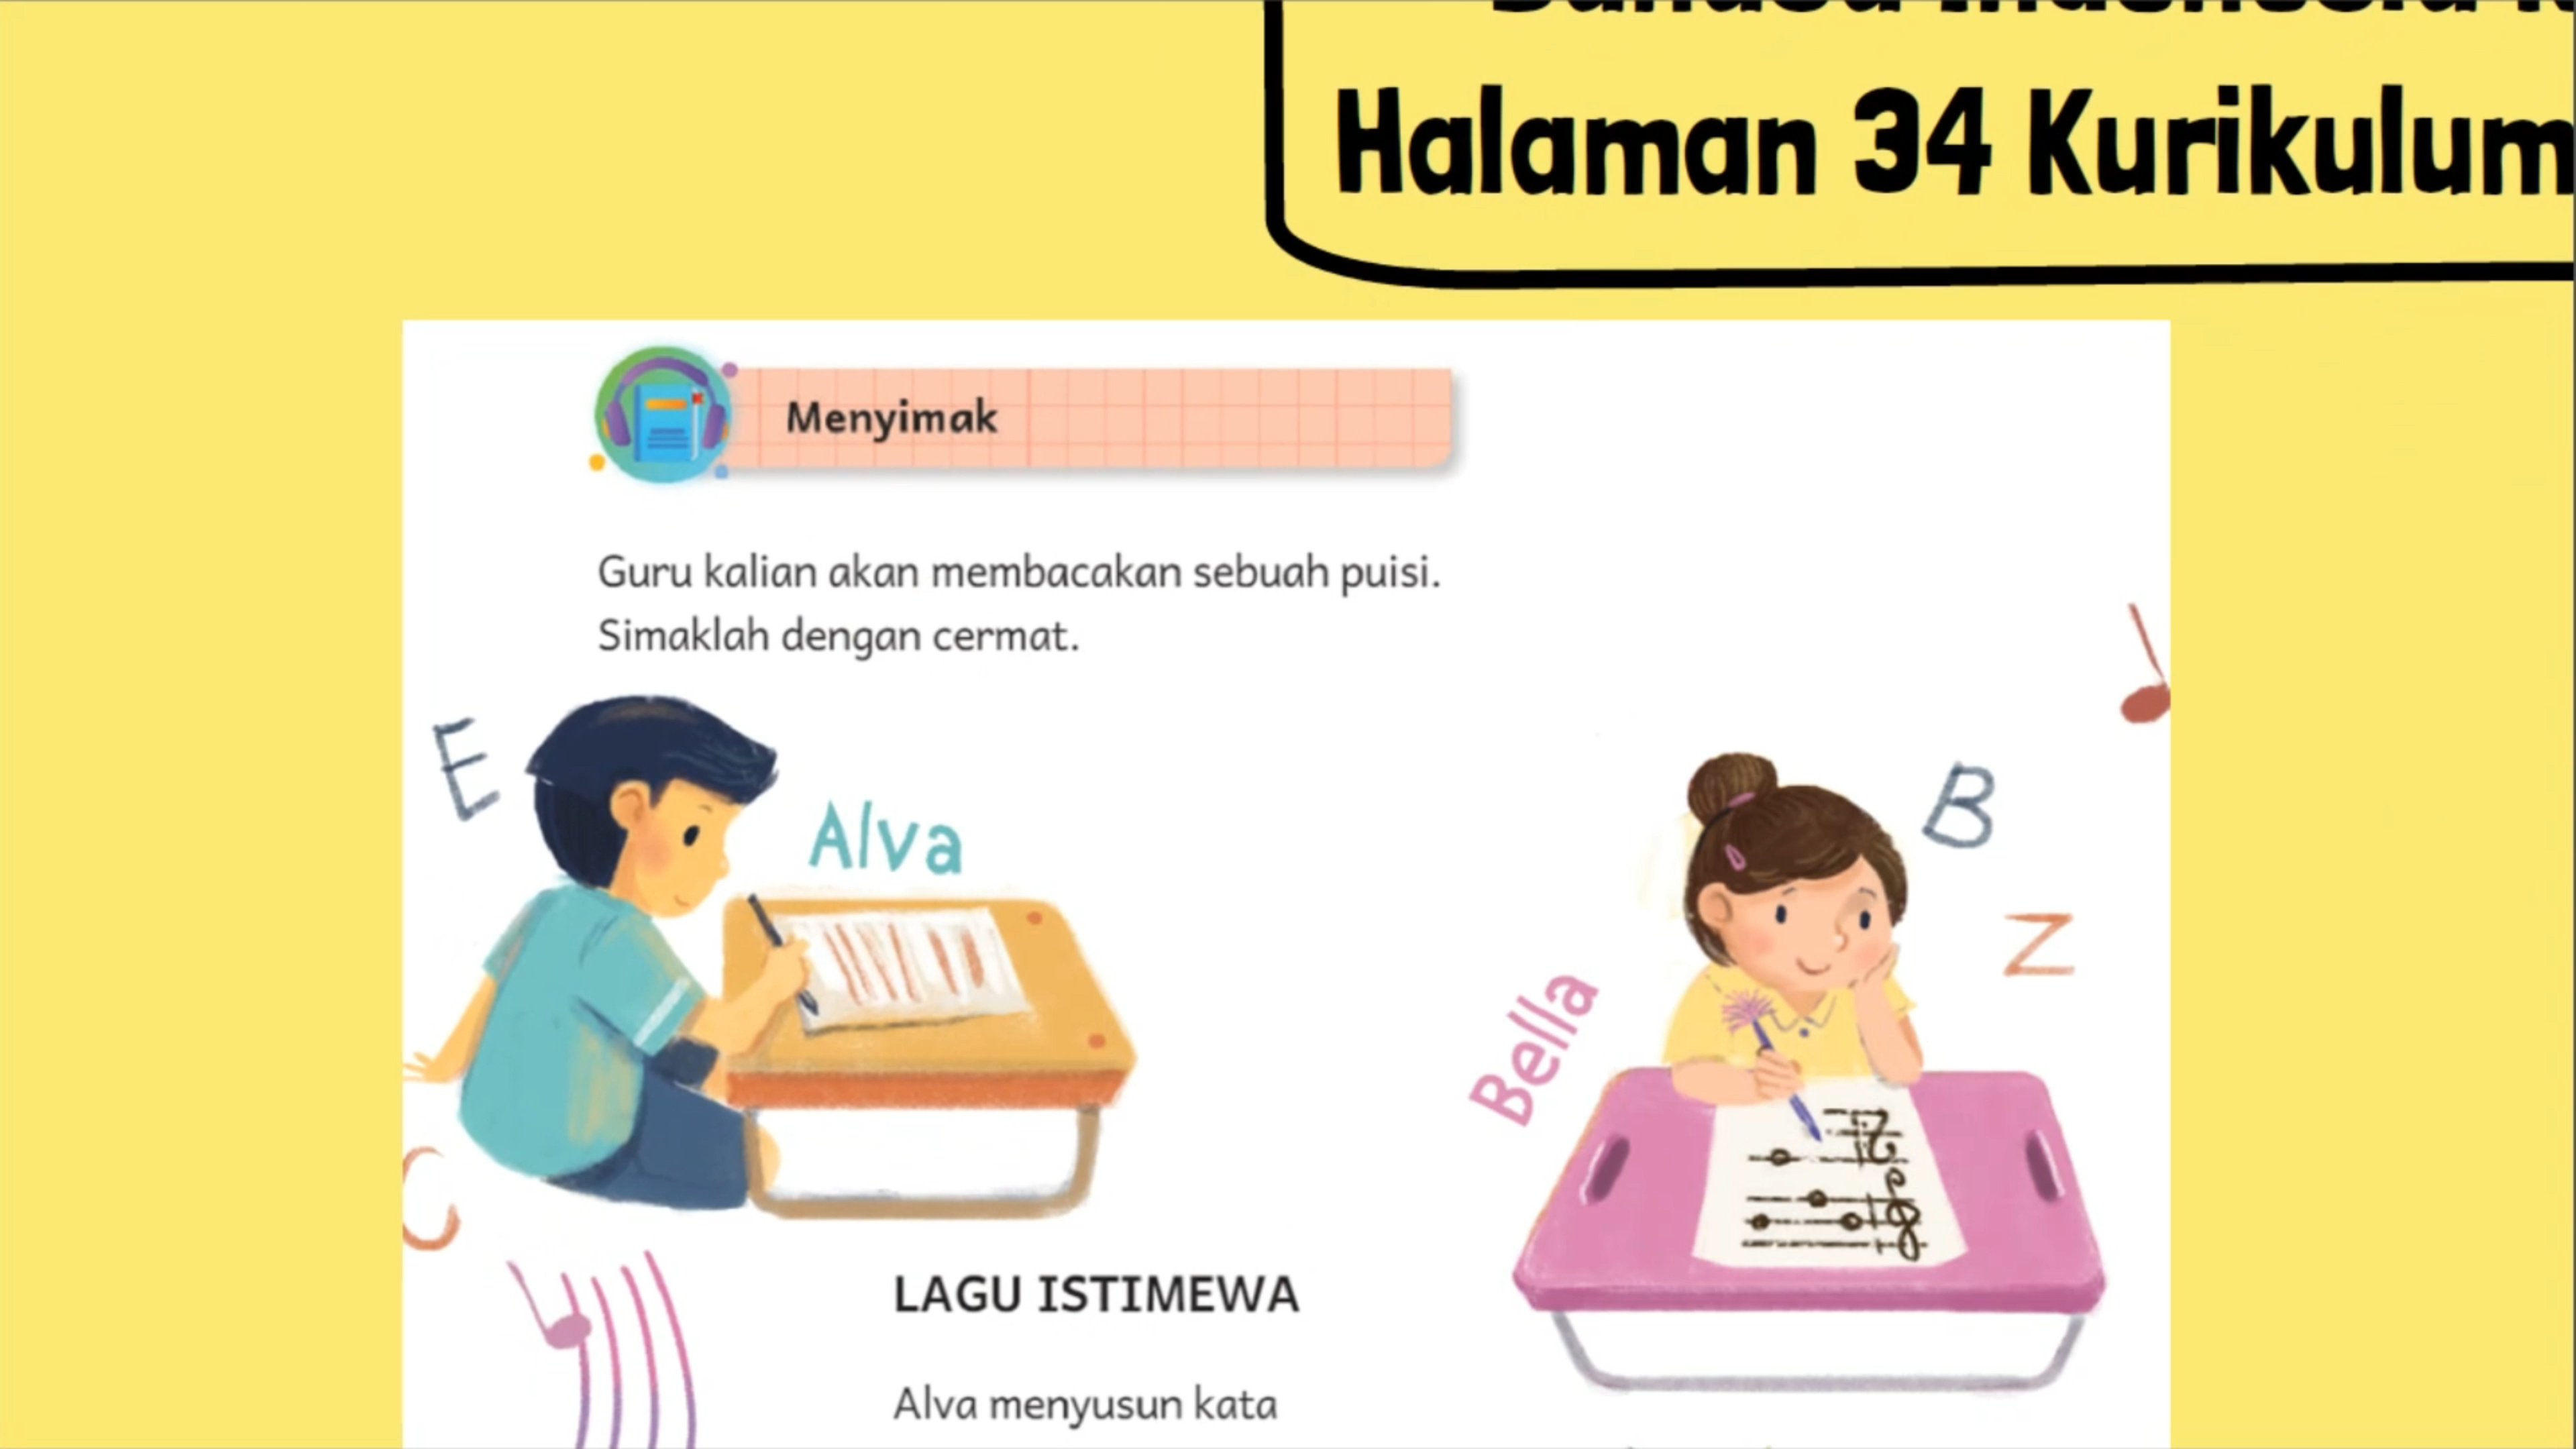 Halaman 34 Kurikulum
Menyimak
Guru kalian akan membacakan sebuah puisi.
Simaklah dengan cermat.
E
Alva
B
Z
Bella
C
LAGU ISTIMEWA
Alva menyusun kata